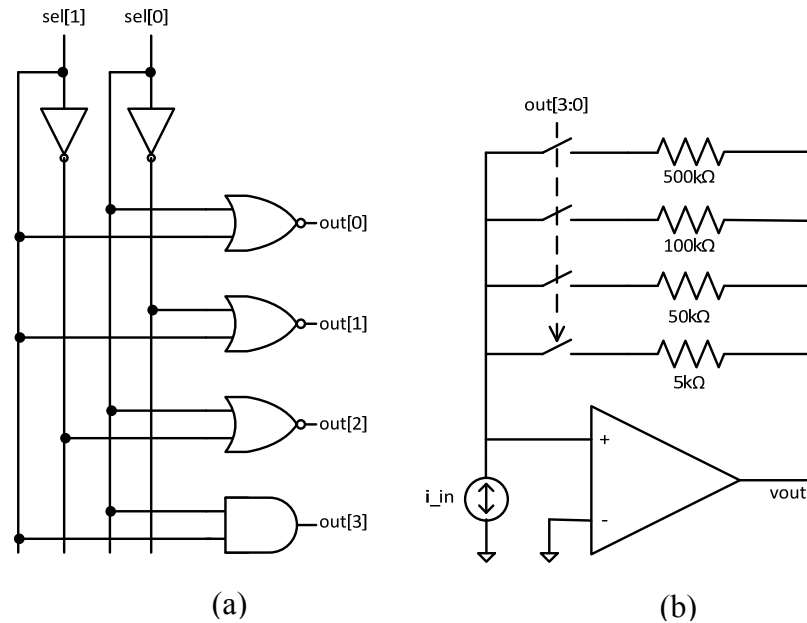 sel[1] sel[0]
out[0]
out[1]
out[2]
out[3]
(a)
out[3:0]
500kΩ
100kΩ
50kΩ
5kΩ
+
-
i_in
vout
(b)